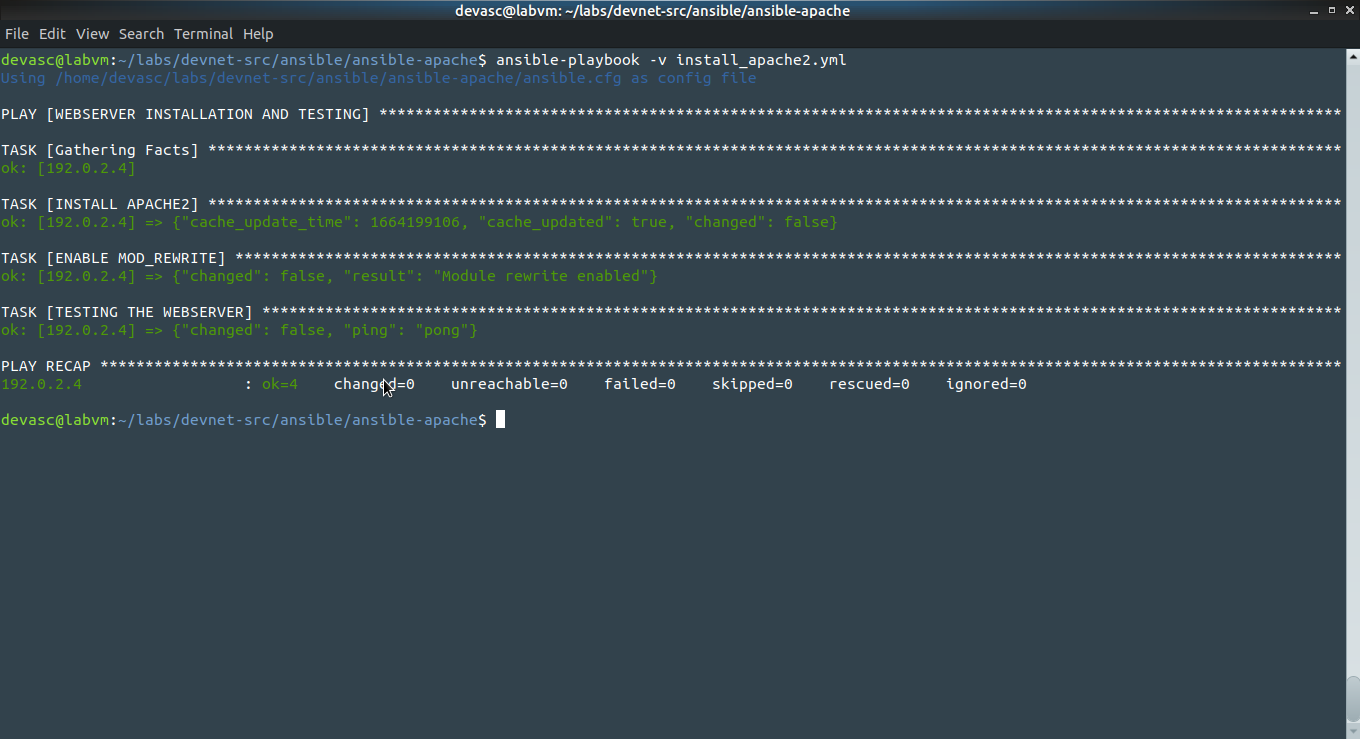 devasc@labvm: ~/labs/devnet-src/ansible/ansible-apache
File Edit View Search Terminal Help
devasc@labvm:~/labs/devnet-src/ansible/ansible-apache$ ansible-playbook -v install_apache2.yml
Using /home/devasc/labs/devnet-src/ansible/ansible-apache/ansible.cfg as config file
PLAY [WEBSERVER INSTALLATION AND TESTING] ***********************************************************************************************************
TASK [Gathering Facts] ******************************************************************************************************************************
ok: [192.0.2.4]
TASK [INSTALL APACHE2] ******************************************************************************************************************************
ok: [192.0.2.4] => {"cache_update_time": 1664199106, "cache_updated": true, "changed": false}
TASK [ENABLE MOD_REWRITE] ***************************************************************************************************************************
ok: [192.0.2.4] => {"changed": false, "result": "Module rewrite enabled"}
TASK [TESTING THE WEBSERVER] ************************************************************************************************************************
ok: [192.0.2.4] => {"changed": false, "ping": "pong"}
PLAY RECAP ******************************************************************************************************************************************
192.0.2.4                  : ok=4    changed=0    unreachable=0    failed=0    skipped=0    rescued=0    ignored=0
devasc@labvm:~/labs/devnet-src/ansible/ansible-apache$